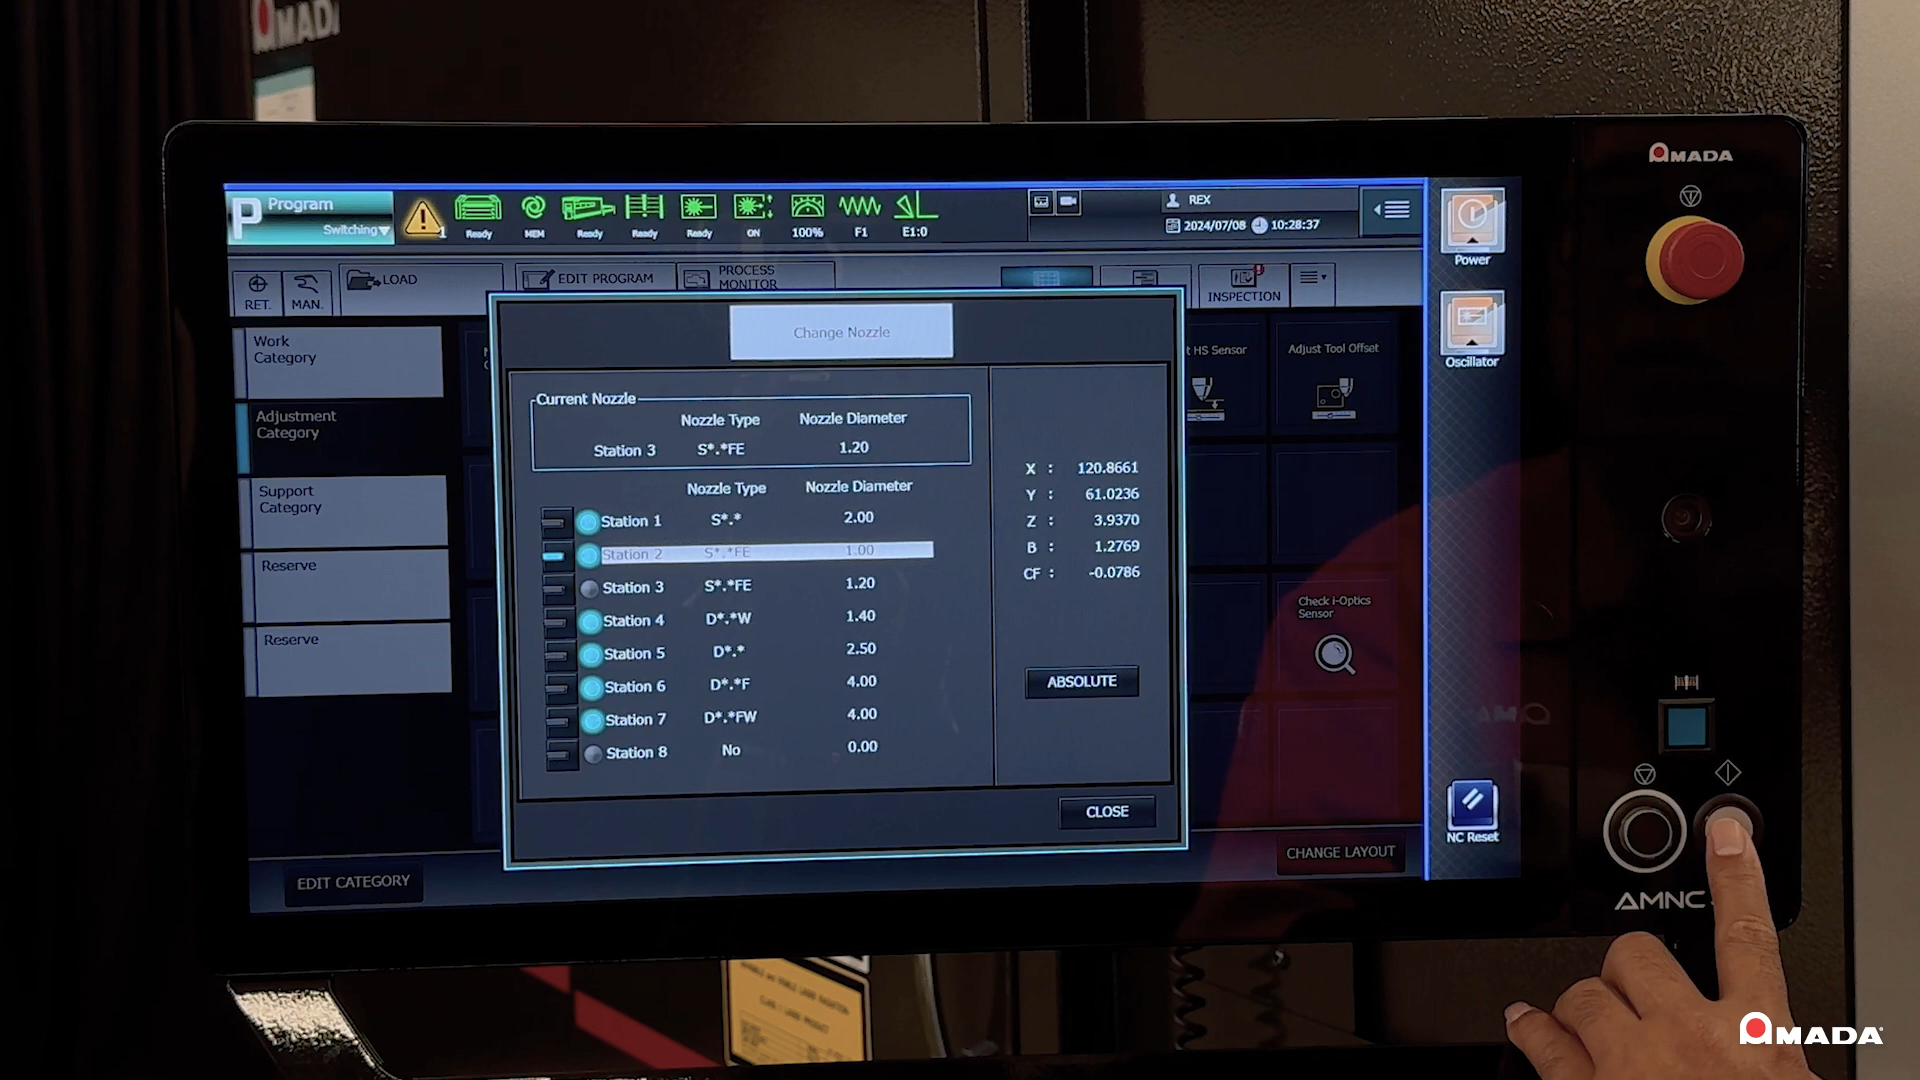 AMADA
AMADA
P Program
Switching
1
Ready
MEM
Ready
Ready
Ready
ON
100%
F1
E1:0
REX
2024/07/08 10:28:37
Power
RET.
MAN.
LOAD
EDIT PROGRAM
PROCESS
MONITOR
INSPECTION
Change Nozzle
Work
Category
Adjustment
Category
Support
Category
Reserve
Reserve
t HS Sensor
Adjust Tool Offset
Oscillator
Current Nozzle
Nozzle Type Nozzle Diameter
Station 3 S*.*FE 1.20
Nozzle Type Nozzle Diameter
Station 1 S*.* 2.00
Station 2 S*.*FE 1.00
Station 3 S*.*FE 1.20
Station 4 D*.*W 1.40
Station 5 D*.* 2.50
Station 6 D*.*F 4.00
Station 7 D*.*FW 4.00
Station 8 No 0.00
X : 120.8661
Y : 61.0236
Z : 3.9370
B : 1.2769
CF : -0.0786
ABSOLUTE
Check i-Optics
Sensor
CLOSE
NC Reset
CHANGE LAYOUT
EDIT CATEGORY
AMNC
AMADA